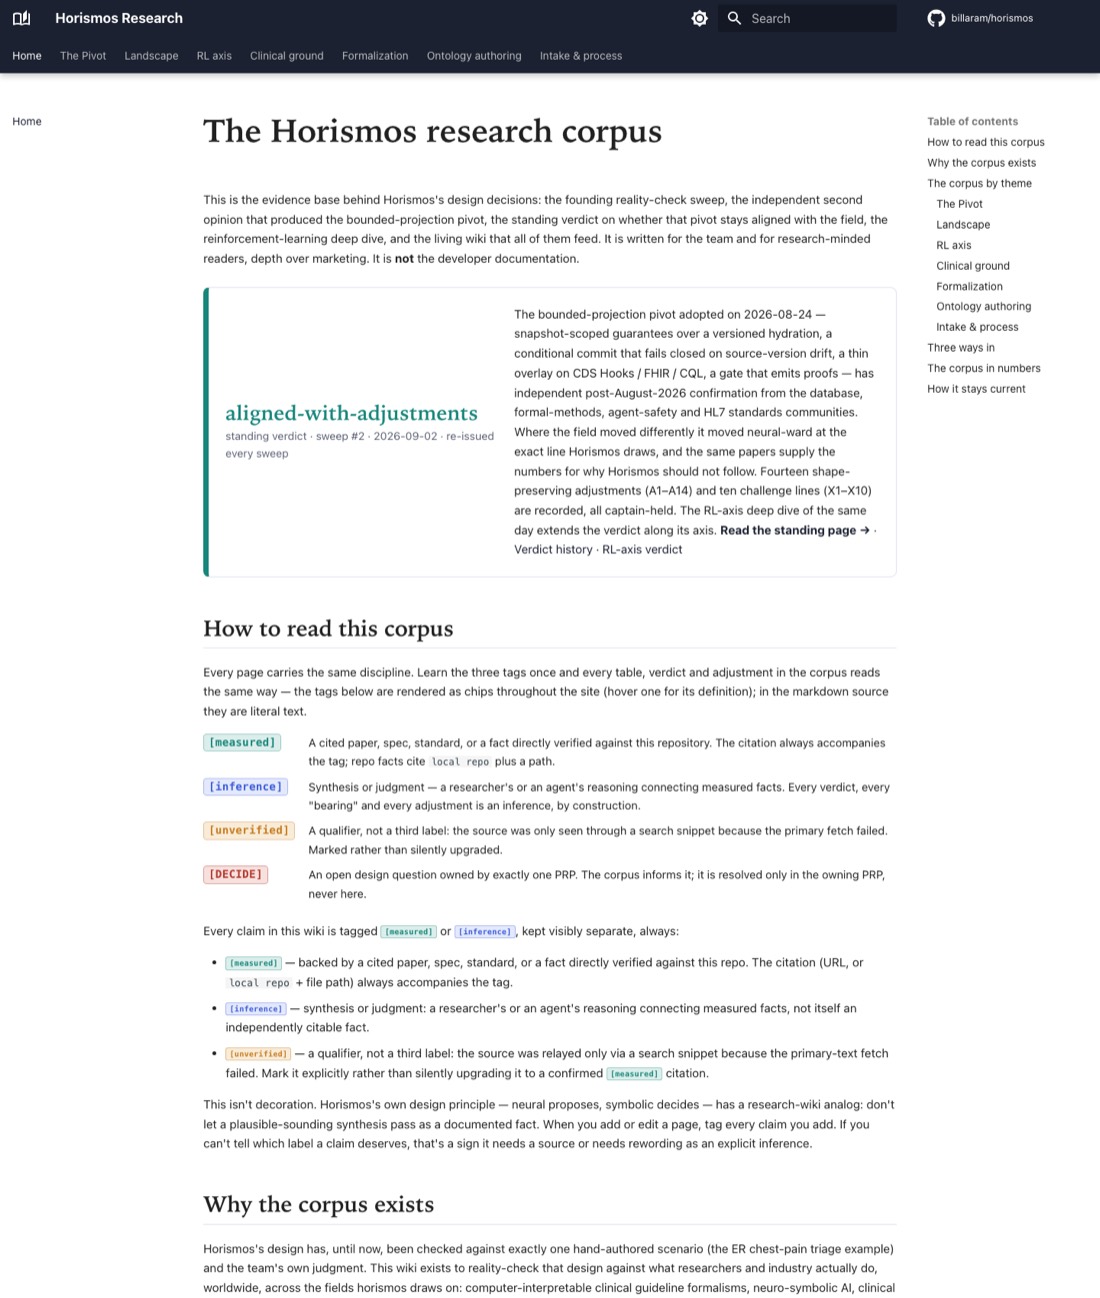 Horismos Research
Search
billaram/horismos
Home
The Pivot
Landscape
RL axis
Clinical ground
Formalization
Ontology authoring
Intake & process
Home
The Horismos research corpus
This is the evidence base behind Horismos's design decisions: the founding reality-check sweep, the independent second
opinion that produced the bounded-projection pivot, the standing verdict on whether that pivot stays aligned with the field, the
reinforcement-learning deep dive, and the living wiki that all of them feed. It is written for the team and for research-minded
readers, depth over marketing. It is not the developer documentation.
aligned-with-adjustments
standing verdict · sweep #2 · 2026-09-02 · re-issued
every sweep
The bounded-projection pivot adopted on 2026-08-24 —
snapshot-scoped guarantees over a versioned hydration, a
conditional commit that fails closed on source-version drift, a thin
overlay on CDS Hooks / FHIR / CQL, a gate that emits proofs — has
independent post-August-2026 confirmation from the database,
formal-methods, agent-safety and HL7 standards communities.
Where the field moved differently it moved neural-ward at the
exact line Horismos draws, and the same papers supply the
numbers for why Horismos should not follow. Fourteen shape-
preserving adjustments (A1–A14) and ten challenge lines (X1–X10)
are recorded, all captain-held. The RL-axis deep dive of the same
day extends the verdict along its axis. Read the standing page → ·
Verdict history · RL-axis verdict
How to read this corpus
Every page carries the same discipline. Learn the three tags once and every table, verdict and adjustment in the corpus reads
the same way — the tags below are rendered as chips throughout the site (hover one for its definition); in the markdown source
they are literal text.
[measured]
A cited paper, spec, standard, or a fact directly verified against this repository. The citation always accompanies
the tag; repo facts cite local repo plus a path.
[inference]
Synthesis or judgment — a researcher's or an agent's reasoning connecting measured facts. Every verdict, every
"bearing" and every adjustment is an inference, by construction.
[unverified]
A qualifier, not a third label: the source was only seen through a search snippet because the primary fetch failed.
Marked rather than silently upgraded.
[DECIDE]
An open design question owned by exactly one PRP. The corpus informs it; it is resolved only in the owning PRP,
never here.
Every claim in this wiki is tagged [measured] or [inference], kept visibly separate, always:
• [measured] — backed by a cited paper, spec, standard, or a fact directly verified against this repo. The citation (URL, or
local repo + file path) always accompanies the tag.
• [inference] — synthesis or judgment: a researcher's or an agent's reasoning connecting measured facts, not itself an
independently citable fact.
• [unverified] — a qualifier, not a third label: the source was relayed only via a search snippet because the primary-text fetch
failed. Mark it explicitly rather than silently upgrading it to a confirmed [measured] citation.
This isn't decoration. Horismos's own design principle — neural proposes, symbolic decides — has a research-wiki analog: don't
let a plausible-sounding synthesis pass as a documented fact. When you add or edit a page, tag every claim you add. If you
can't tell which label a claim deserves, that's a sign it needs a source or needs rewording as an explicit inference.
Why the corpus exists
Horismos's design has, until now, been checked against exactly one hand-authored scenario (the ER chest-pain triage example)
and the team's own judgment. This wiki exists to reality-check that design against what researchers and industry actually do,
worldwide, across the fields horismos draws on: computer-interpretable clinical guideline formalisms, neuro-symbolic AI, clinical
Table of contents
How to read this corpus
Why the corpus exists
The corpus by theme
The Pivot
Landscape
RL axis
Clinical ground
Formalization
Ontology authoring
Intake & process
Three ways in
The corpus in numbers
How it stays current